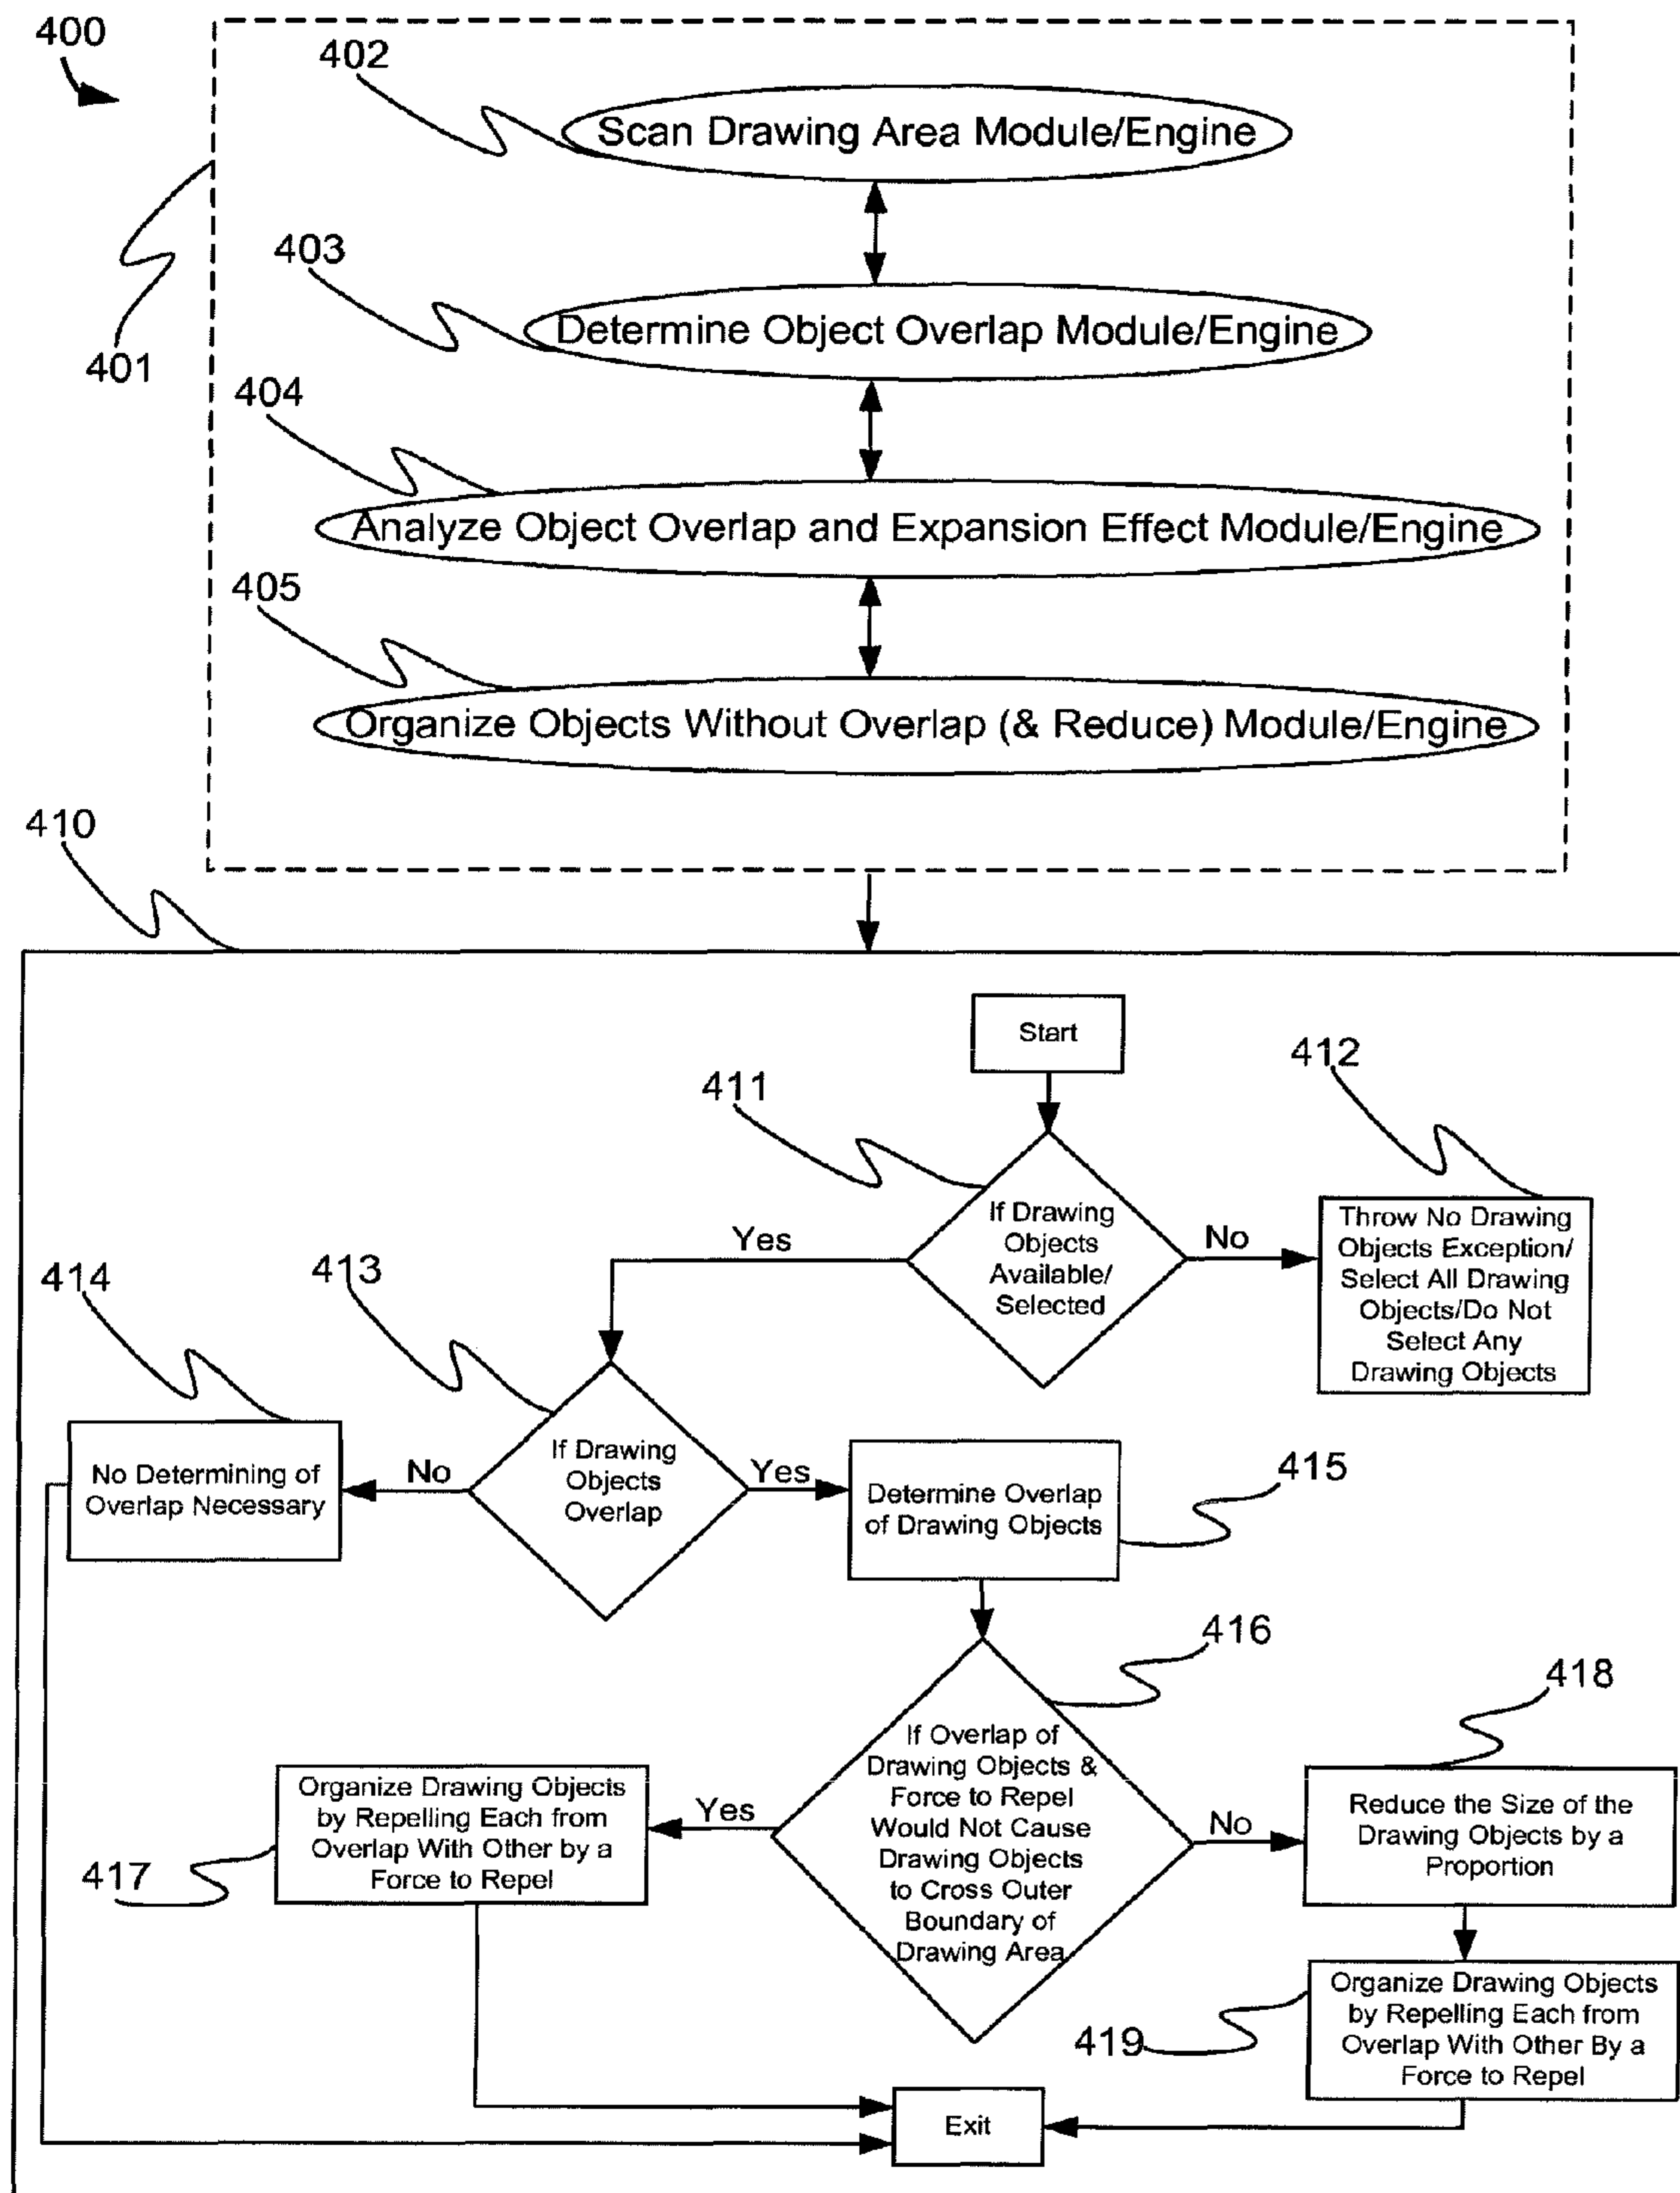 400
402
Scan Drawing Area Module/Engine
403
Determine Object Overlap Module/Engine
401
404
Analyze Object Overlap and Expansion Effect Module/Engine
405
Organize Objects Without Overlap (& Reduce) Module/Engine
410
Start
411
412
If Drawing
Objects
Available/
Selected
Yes
No
Throw No Drawing
Objects Exception/
Select All Drawing
Objects/Do Not
Select Any
Drawing Objects
414
413
No Determining of
Overlap Necessary
No
If Drawing
Objects
Overlap
Yes
Determine Overlap
of Drawing Objects
415
416
418
If Overlap of
Drawing Objects &
Force to Repel
Would Not Cause
Drawing Objects
to Cross Outer
Boundary of
Drawing Area
Yes
No
Organize Drawing Objects
by Repelling Each from
Overlap With Other by a
Force to Repel
417
Reduce the Size of the
Drawing Objects by a
Proportion
419
Organize Drawing Objects
by Repelling Each from
Overlap With Other By a
Force to Repel
Exit